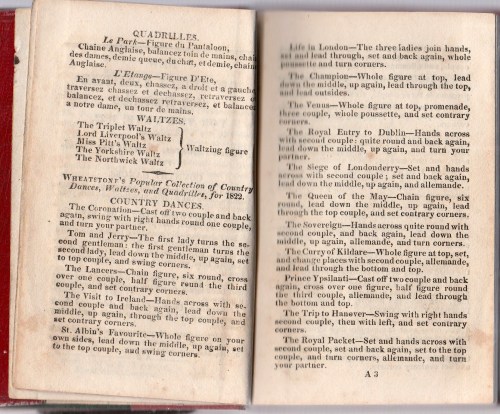 QUADRILLES.
Le Park—Figure du Pantaloon,
Chaine Anglaise, balancez toin de mains, chain
des dames, demie queue, du chatt, et demie, chain
Anglaise.
L'Etange—Figure D'Ete,
En avant, deux, chassez, a droit et a gauche,
traversez chassez et dechassez, retraversez et
balancez, et dechassez retraversez, et balancez
a notre dame, un tour de mains.
WALTZES.
The Triplet Waltz
Lord Liverpool's Waltz
Miss Pitt's Waltz
The Yorkshire Waltz
The Northwick Waltz
Waltzing figure
WHEATSTONE'S Popular Collection of Country
Dances, Waltzes, and Quadrilles, for 1822.
COUNTRY DANCES.
The Coronation—Cast off two couple and back
again, swing with right hands round one couple,
and turn corners.
Tom and Jerry—The first lady turns the se-
cond gentleman: the first gentleman turns the
second lady, lead down the middle, up again, set
to top couple, and swing corners.
The Lancers—Chain figure, six round, cross
over one couple, half figure round the third
couple, and set contrary corners.
The Visit to Ireland—Hands across with se-
cond couple and back again, lead down the
middle, up again, through the top couple, and
set contrary corners.
St. Albin's Favourite—Whole figure on your
own sides, lead down the middle, up again, set
to the top couple, and swing corners.
Life in London—The three ladies join hands,
set and lead through, set and back again, whole
poussette and turn corners.
The Champion—Whole figure at top, lead
down the middle, up again, lead through the top,
and lead outsides.
The Venus—Whole figure at top, promenade,
three couple, whole poussette, and set contrary
corners.
The Royal Entry to Dublin—Hands across
with second couple: quite round and back again,
lead down the middle, up again, and turn your
partner.
The Siege of Londonderry—Set and hands
across with second couple; set and back again,
lead down the middle, up again, and allemande.
The Queen of the May—Chain figure, six
round, lead down the middle, up again, lead
through the top couple, and set contrary corners.
The Sovereign—Hands across quite round with
second couple, and back again, lead down the
middle, up again, allemande, and turn corners.
The Curry of Kildare—Whole figure at top, set,
and change places with second couple, allemande,
and lead through the bottom and top.
Prince Ypsilanti—Cast off two couple and back
again, cross over one figure, half figure round
the third couple, allemande, and lead through
the bottom and top.
The Trip to Hanover—Swing with right hands
second couple, then with left, and set contrary
corners.
The Royal Packet—Set and hands across with
second couple, set and back again, set to the top
couple, and turn corners, allemande, and turn
your partner.
A 3